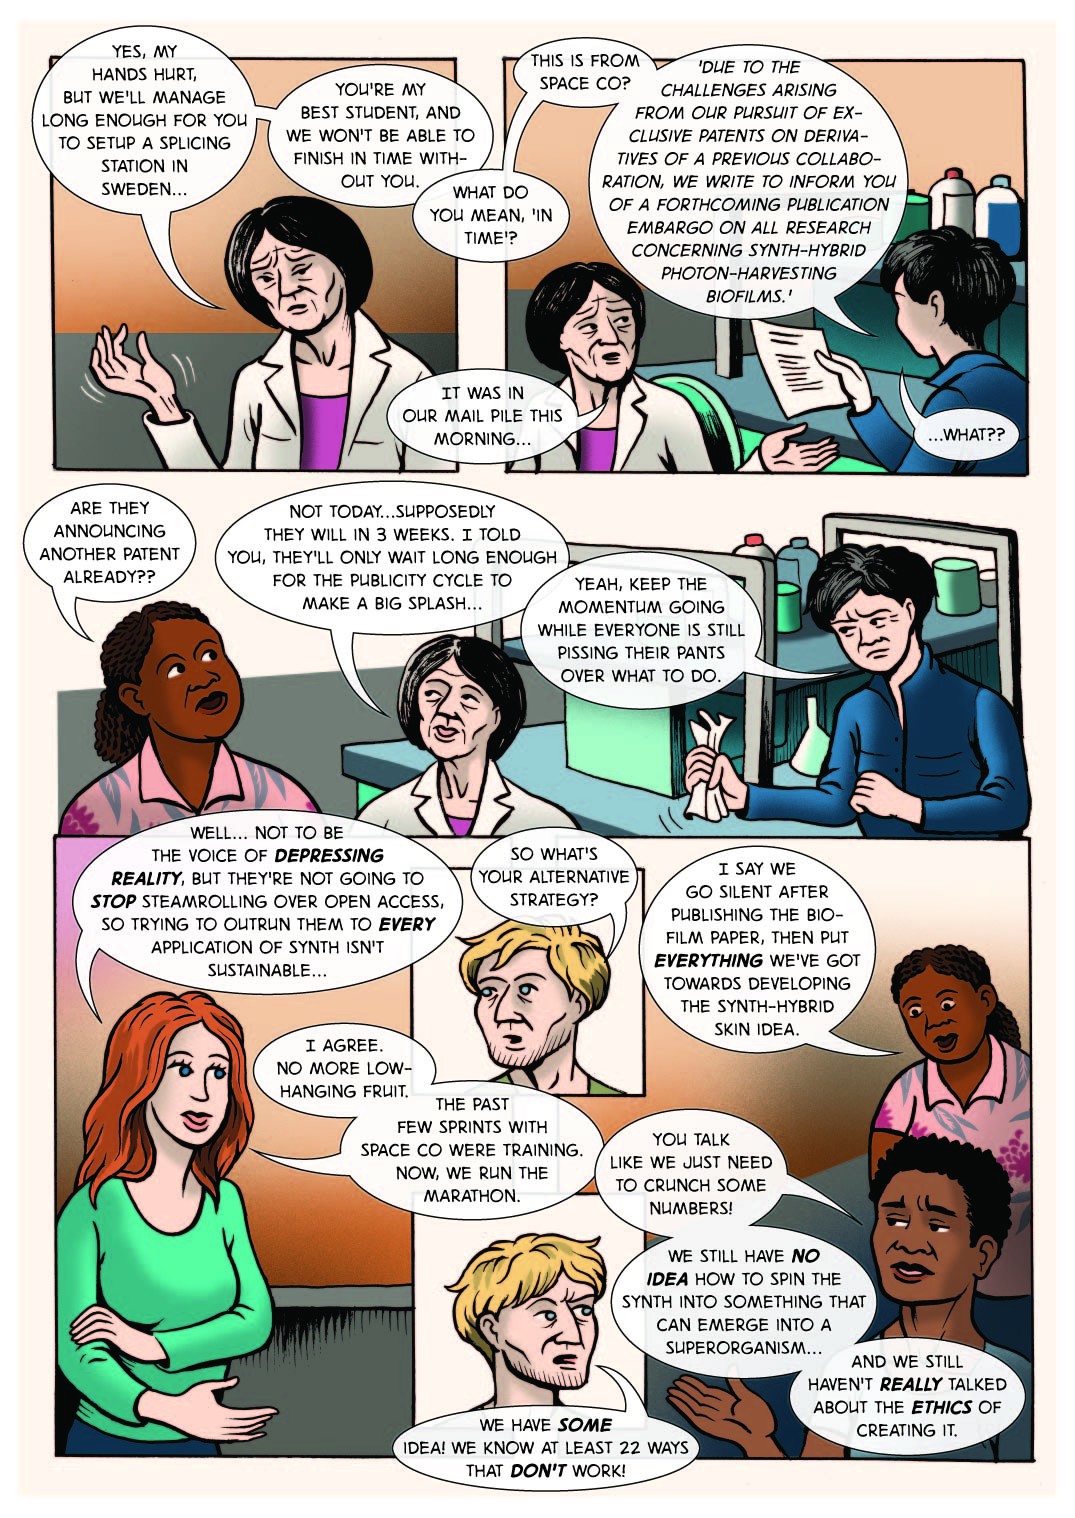 YES, MY
HANDS HURT,
BUT WE'LL MANAGE
LONG ENOUGH FOR YOU
TO SETUP A SPLICING
STATION IN
SWEDEN...
YOU'RE MY
BEST STUDENT, AND
WE WON'T BE ABLE TO
FINISH IN TIME WITH-
OUT YOU.
WHAT DO
YOU MEAN, 'IN
TIME'?
THIS IS FROM
SPACE CO?
'DUE TO THE
CHALLENGES ARISING
FROM OUR PURSUIT OF EX-
CLUSIVE PATENTS ON DERIVA-
TIVES OF A PREVIOUS COLLABO-
RATION, WE WRITE TO INFORM YOU
OF A FORTHCOMING PUBLICATION
EMBARGO ON ALL RESEARCH
CONCERNING SYNTH-HYBRID
PHOTON-HARVESTING
BIOFILMS.'
IT WAS IN
OUR MAIL PILE THIS
MORNING...
...WHAT??
ARE THEY
ANNOUNCING
ANOTHER PATENT
ALREADY??
NOT TODAY...SUPPOSEDLY
THEY WILL IN 3 WEEKS. I TOLD
YOU, THEY'LL ONLY WAIT LONG ENOUGH
FOR THE PUBLICITY CYCLE TO
MAKE A BIG SPLASH...
YEAH, KEEP THE
MOMENTUM GOING
WHILE EVERYONE IS STILL
PISSING THEIR PANTS
OVER WHAT TO DO.
WELL... NOT TO BE
THE VOICE OF DEPRESSING
REALITY, BUT THEY'RE NOT GOING TO
STOP STEAMROLLING OVER OPEN ACCESS,
SO TRYING TO OUTRUN THEM TO EVERY
APPLICATION OF SYNTH ISN'T
SUSTAINABLE...
SO WHAT'S
YOUR ALTERNATIVE
STRATEGY?
I SAY WE
GO SILENT AFTER
PUBLISHING THE BIO-
FILM PAPER, THEN PUT
EVERYTHING WE'VE GOT
TOWARDS DEVELOPING
THE SYNTH-HYBRID
SKIN IDEA.
I AGREE.
NO MORE LOW-
HANGING FRUIT.
THE PAST
FEW SPRINTS WITH
SPACE CO WERE TRAINING.
NOW, WE RUN THE
MARATHON.
YOU TALK
LIKE WE JUST NEED
TO CRUNCH SOME
NUMBERS!
WE STILL HAVE NO
IDEA HOW TO SPIN THE
SYNTH INTO SOMETHING THAT
CAN EMERGE INTO A
SUPERORGANISM...
AND WE STILL
HAVEN'T REALLY TALKED
ABOUT THE ETHICS OF
CREATING IT.
WE HAVE SOME
IDEA! WE KNOW AT LEAST 22 WAYS
THAT DON'T WORK!